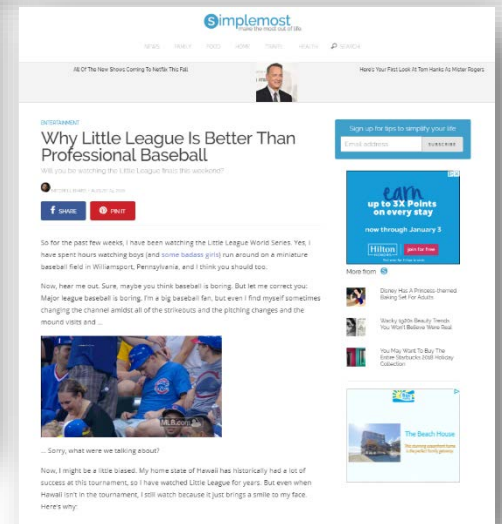 simplemost
make the most out of life
NEWS FAMILY FOOD HOME TRAVEL HEALTH SEARCH
All Of The New Shows Coming To Netflix This Fall
Here's Your First Look At Tom Hanks As Mister Rogers
ENTERTAINMENT
Why Little League Is Better Than
Professional Baseball
Will you be watching the Little League finals this weekend?
AUGUST
f SHARE
PIN IT
So for the past few weeks, I have been watching the Little League World Series. Yes, I
have spent hours watching boys (and some badass girls) run around on a miniature
baseball field in Williamsport, Pennsylvania, and I think you should too.
Now, hear me out. Sure, maybe you think baseball is boring. But let me correct you:
Major league baseball is boring. I'm a big baseball fan, but even I find myself sometimes
changing the channel amidst all of the strikeouts and the pitching changes and the
mound visits and ...
MLB.com
... Sorry, what were we talking about?
Now, I might be a little biased. My home state of Hawaii has historically had a lot of
success at this tournament, so I have watched Little League for years. But even when
Hawaii isn't in the tournament, I still watch because it just brings a smile to my face.
Here's why:
Sign up for tips to simplify your life
Email address
SUBSCRIBE
earn
up to 3X Points
on every stay
now through January 3
Hilton
HONORS
Join for free
More from
Disney Has A Princess-themed
Baking Set For Adults
Wacky 1920s Beauty Trends
You Won't Believe Were Real
You May Want To Buy The
Entire Starbucks 2018 Holiday
Collection
The Beach House